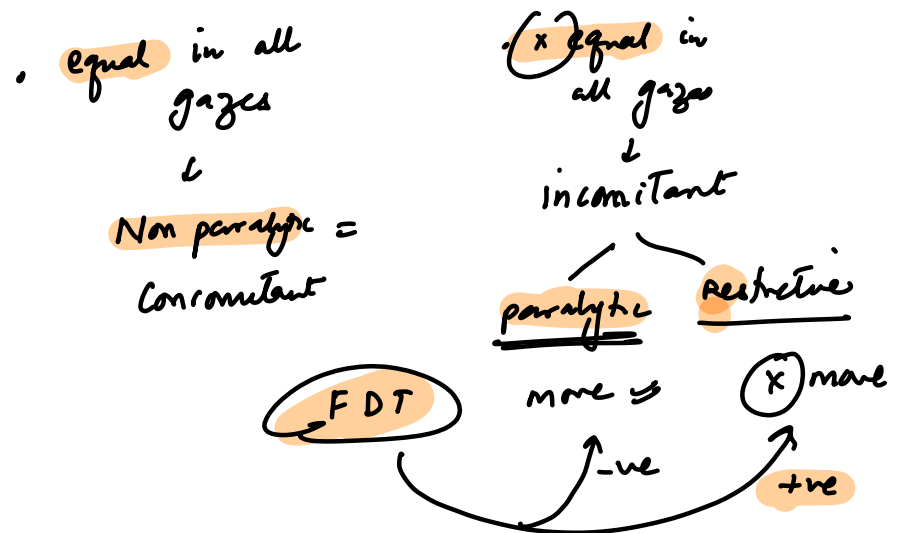 • equal in all
gazes
↓
Non paralytic =
Concomitant
• x equal in
all gazes
↓
incomitant
paralytic
restrictive
FDT
move
x move
-ve
+ve